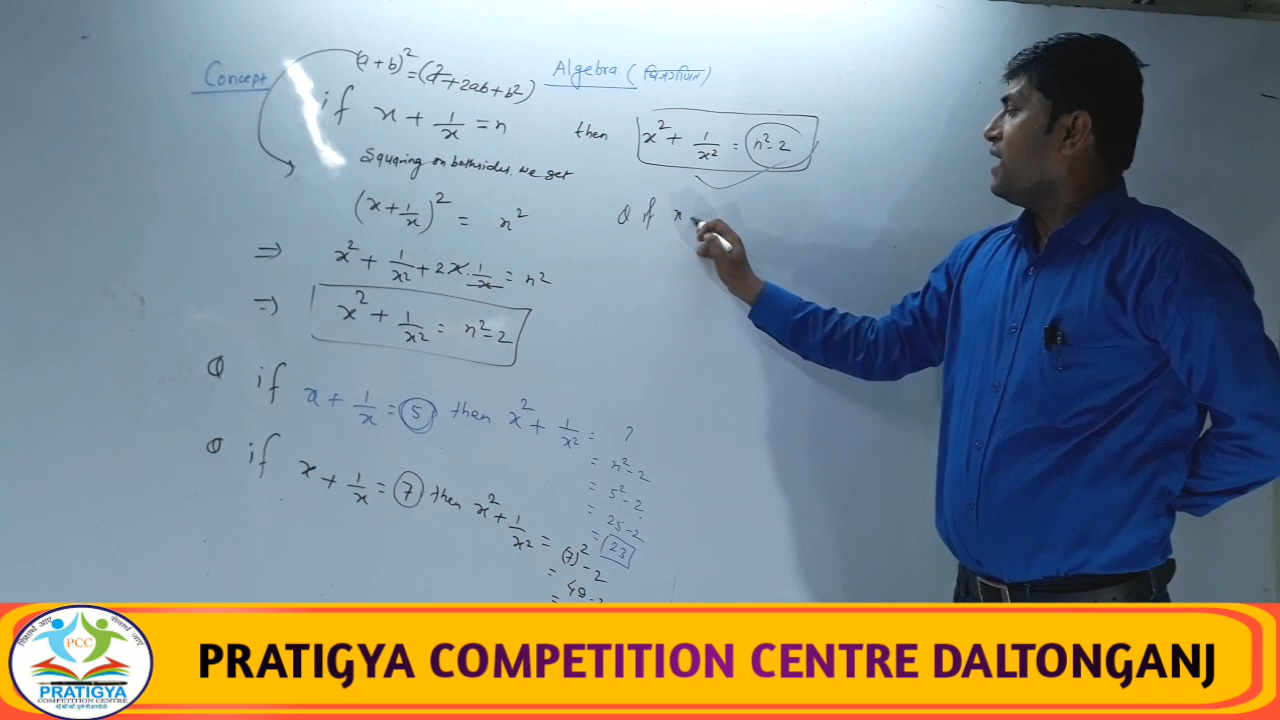 Concept
(a+b)² = (a²+2ab+b²)
Algebra (बिजगणित)
if x + 1/x = n
then x² + 1/x² = n²-2
Squaring on bothsides. we get
(x+1/x)² = n²
Q if x
⇒ x² + 1/x² + 2x.1/x = n²
⇒ x² + 1/x² = n²-2
Q if x + 1/x = 5 then x² + 1/x² = ?
= n²-2
= 5²-2
= 25-2
= 23
Q if x + 1/x = 7 then x² + 1/x² = (7)²-2
PCC
PRATIGYA
COMPETITION CENTRE
PRATIGYA COMPETITION CENTRE DALTONGANJ